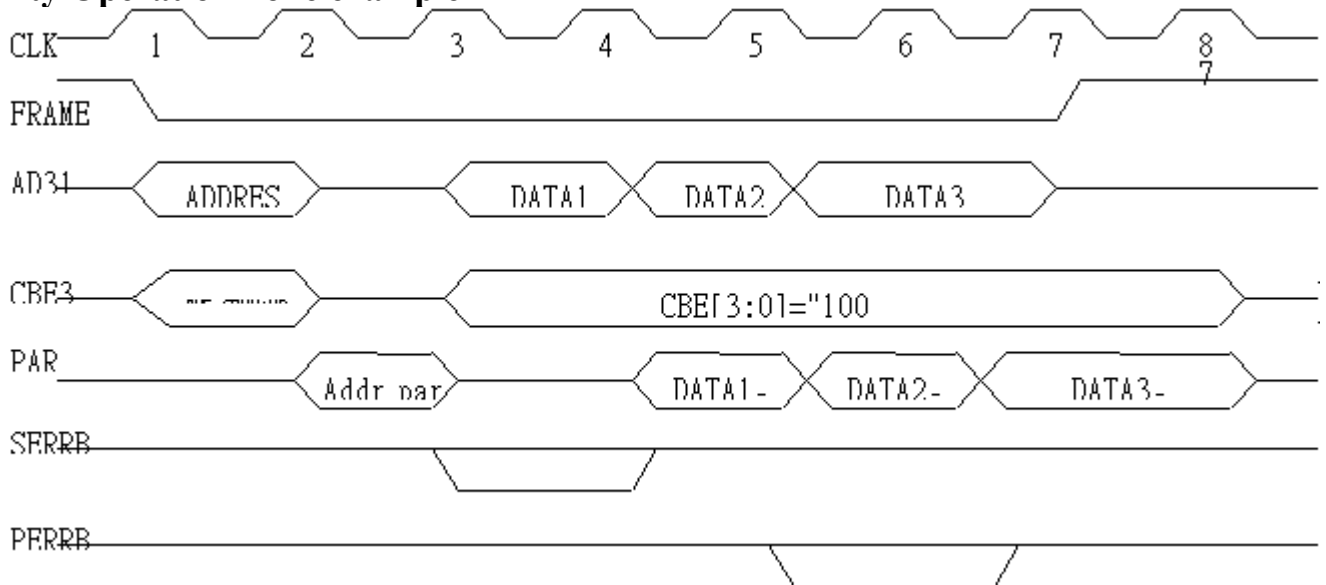 CLK 1 2 3 4 5 6 7 8
7
FRAME
AD31 ADDRES DATA1 DATA2 DATA3
CBE3 CBE[3:0]="100
PAR Addr par DATA1- DATA2- DATA3-
SERRB
PERRB